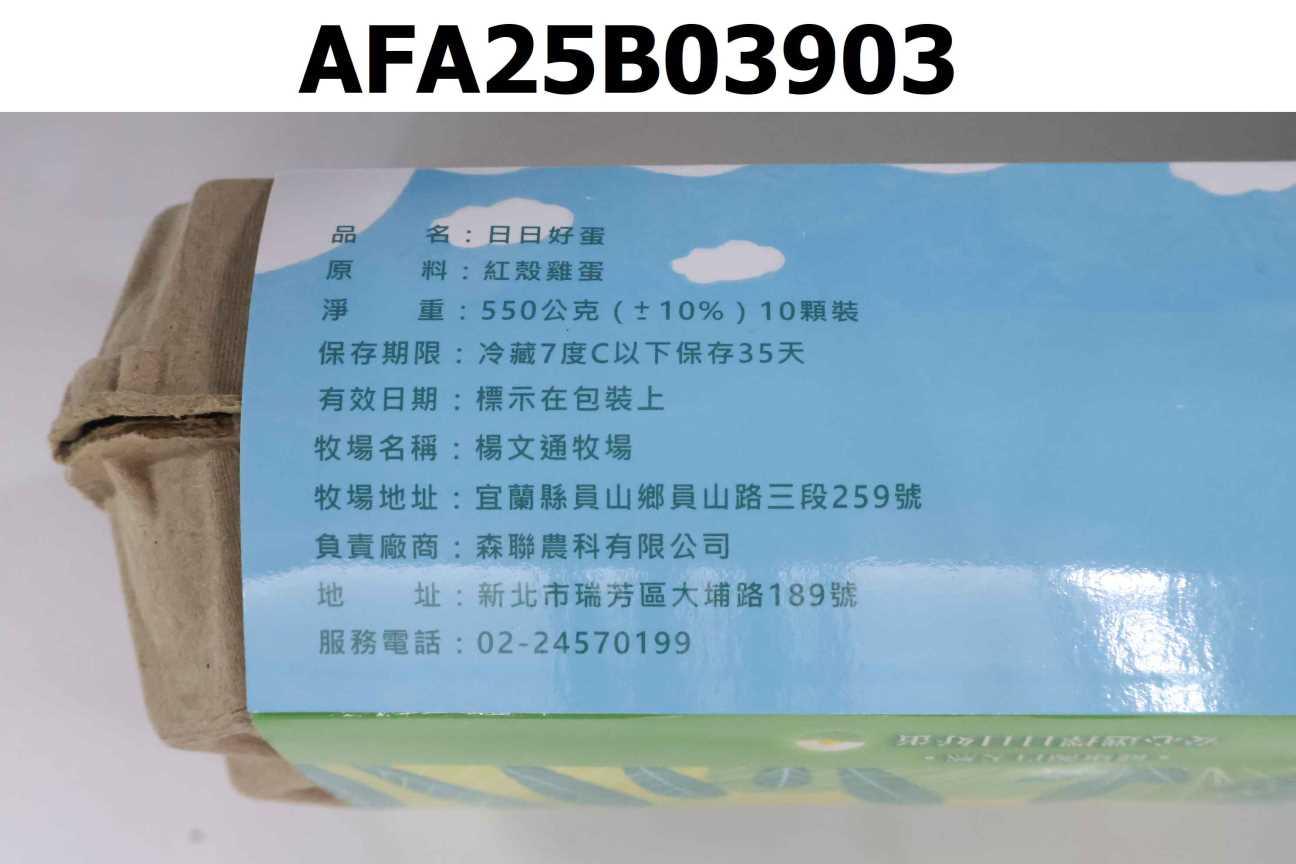 AFA25B03903
品 名：日日好蛋
原 料：紅殼雞蛋
淨 重：550公克（±10%）10顆裝
保存期限：冷藏7度C以下保存35天
有效日期：標示在包裝上
牧場名稱：楊文通牧場
牧場地址：宜蘭縣員山鄉員山路三段259號
負責廠商：森聯農科有限公司
地 址：新北市瑞芳區大埔路189號
服務電話：02-24570199